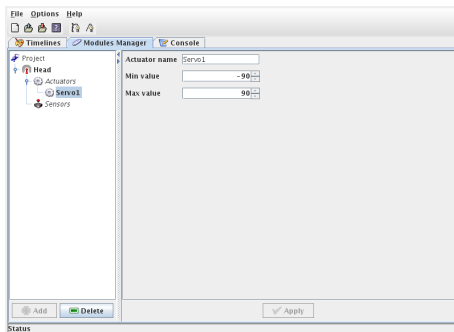 File Options Help
Timelines Modules Manager Console
Project
Head
Actuators
Servo1
Sensors
Actuator name Servo1
Min value -90
Max value 90
Add Delete Apply
Status